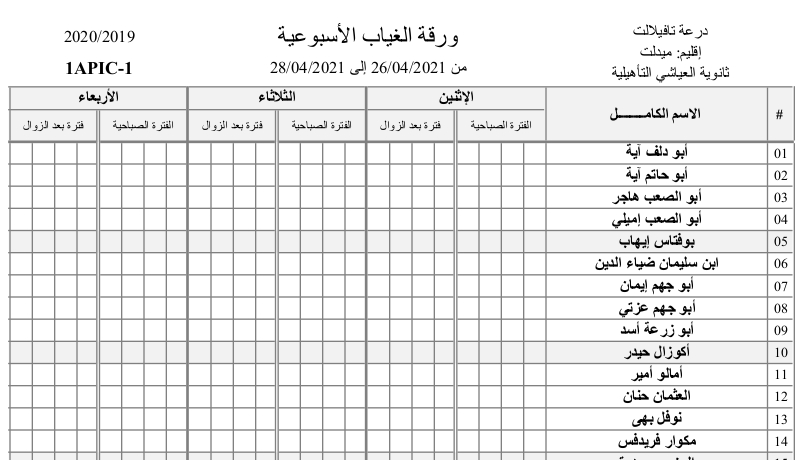 درعة تافيلالت
إقليم: ميدلت
ثانوية العياشي التأهيلية
ورقة الغياب الأسبوعية
من 26/04/2021 إلى 28/04/2021
2020/2019
1APIC-1
# الاسم الكامـــــل الإثنين الثلاثاء الأربعاء
الفترة الصباحية فترة بعد الزوال الفترة الصباحية فترة بعد الزوال الفترة الصباحية فترة بعد الزوال
01 أبو دلف آية
02 أبو حاتم آية
03 أبو الصعب هاجر
04 أبو الصعب إميلي
05 بوفتاس إيهاب
06 ابن سليمان ضياء الدين
07 أبو جهم إيمان
08 أبو جهم عزتي
09 أبو زرعة أسد
10 أكوزال حيدر
11 أمالو أمير
12 العثمان حنان
13 نوفل بهى
14 مكوار فريدفس